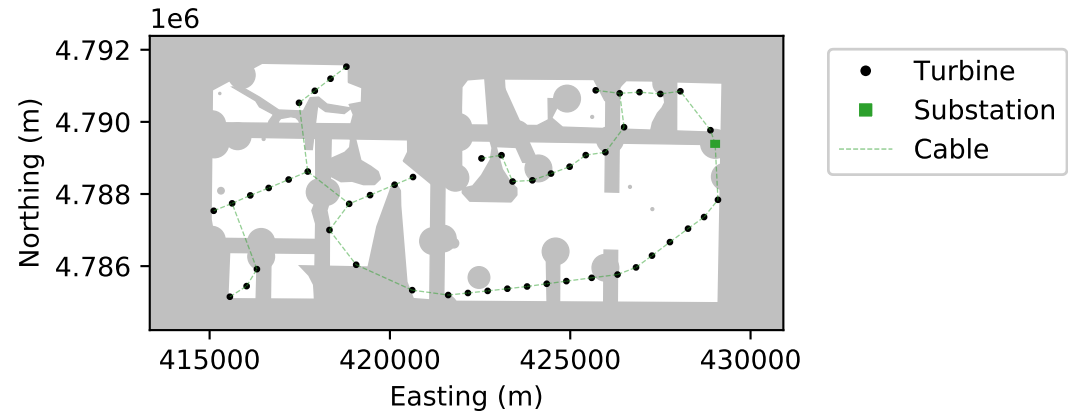 1e6
4.792
4.790
4.788
4.786
Northing (m)
415000 420000 425000 430000
Easting (m)
Turbine
Substation
Cable